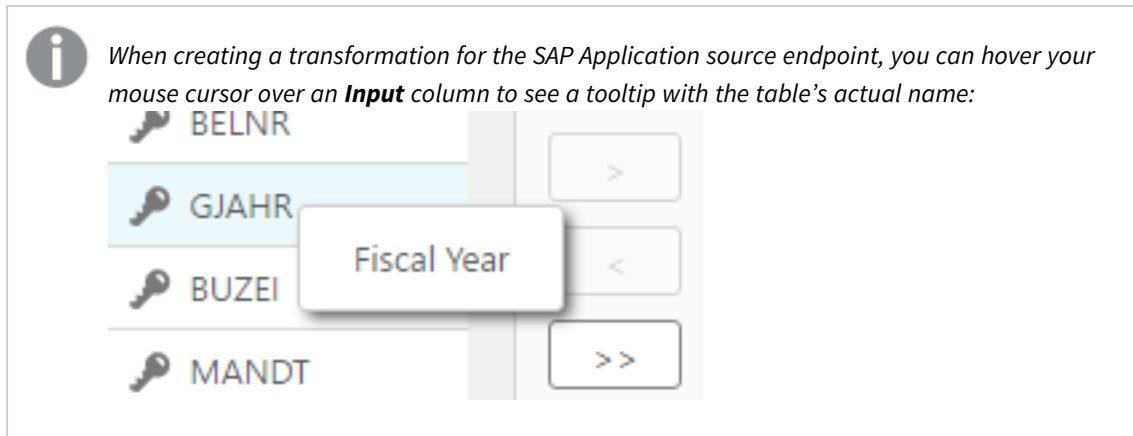 When creating a transformation for the SAP Application source endpoint, you can hover your
mouse cursor over an Input column to see a tooltip with the table's actual name:
BELNR
>
GJAHR
Fiscal Year
<
BUZEI
>>
MANDT